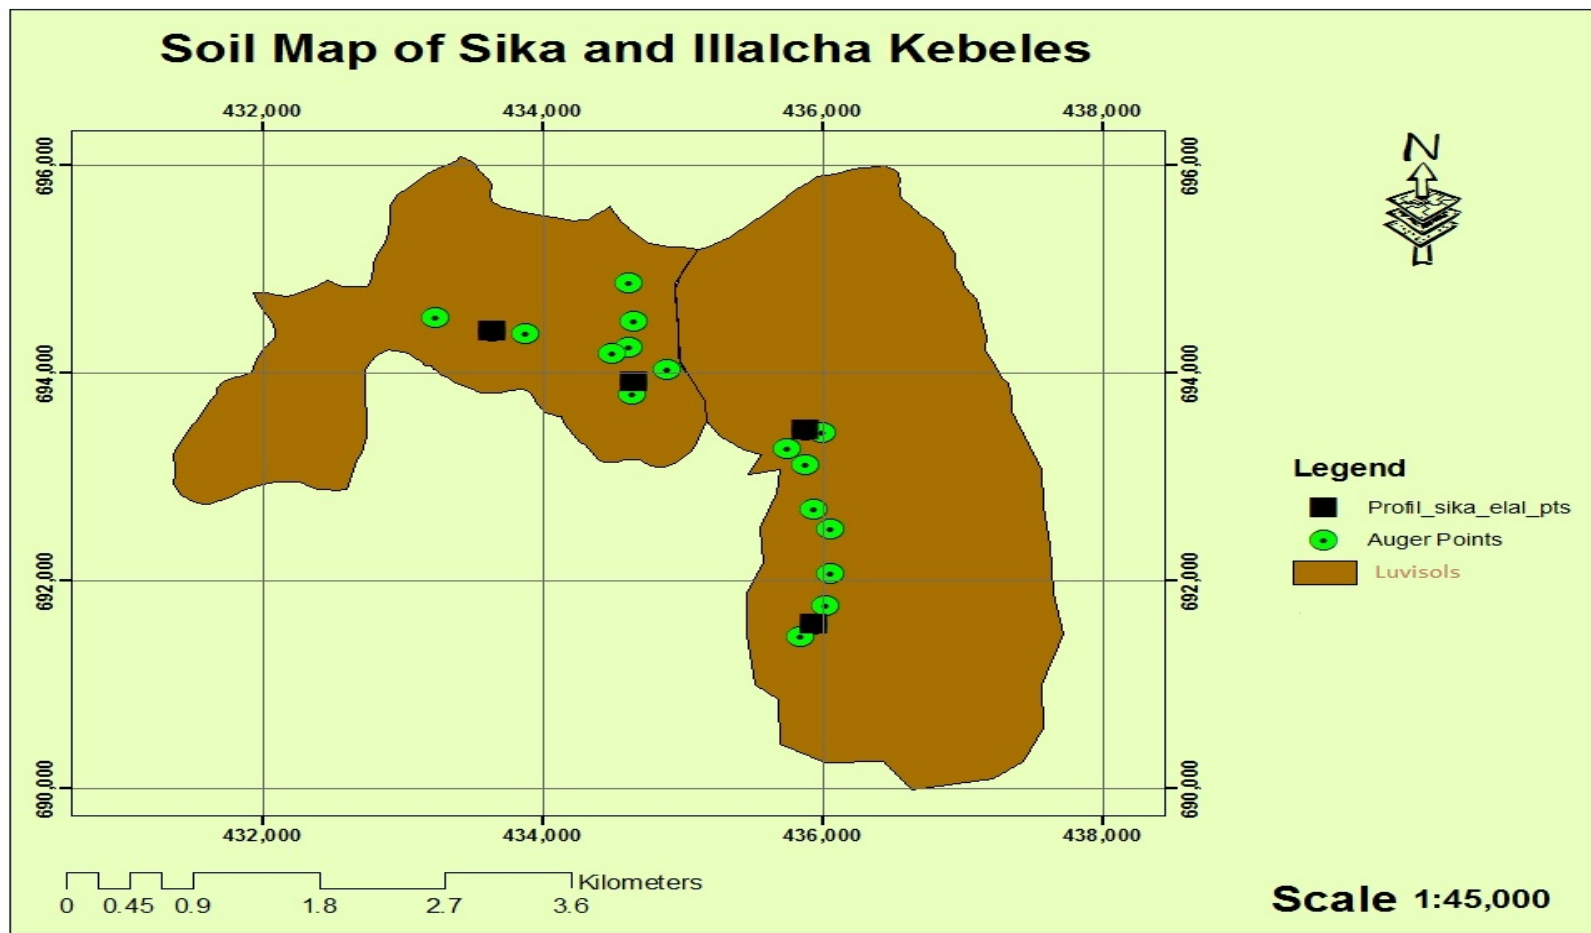 Soil Map of Sika and Illalcha Kebeles
432,000 434,000 436,000 438,000
696,000 696,000
694,000 694,000
692,000 692,000
690,000 690,000
432,000 434,000 436,000 438,000
N
Legend
Profil_sika_elal_pts
Auger Points
Luvisols
Kilometers
0 0.45 0.9 1.8 2.7 3.6
Scale 1:45,000